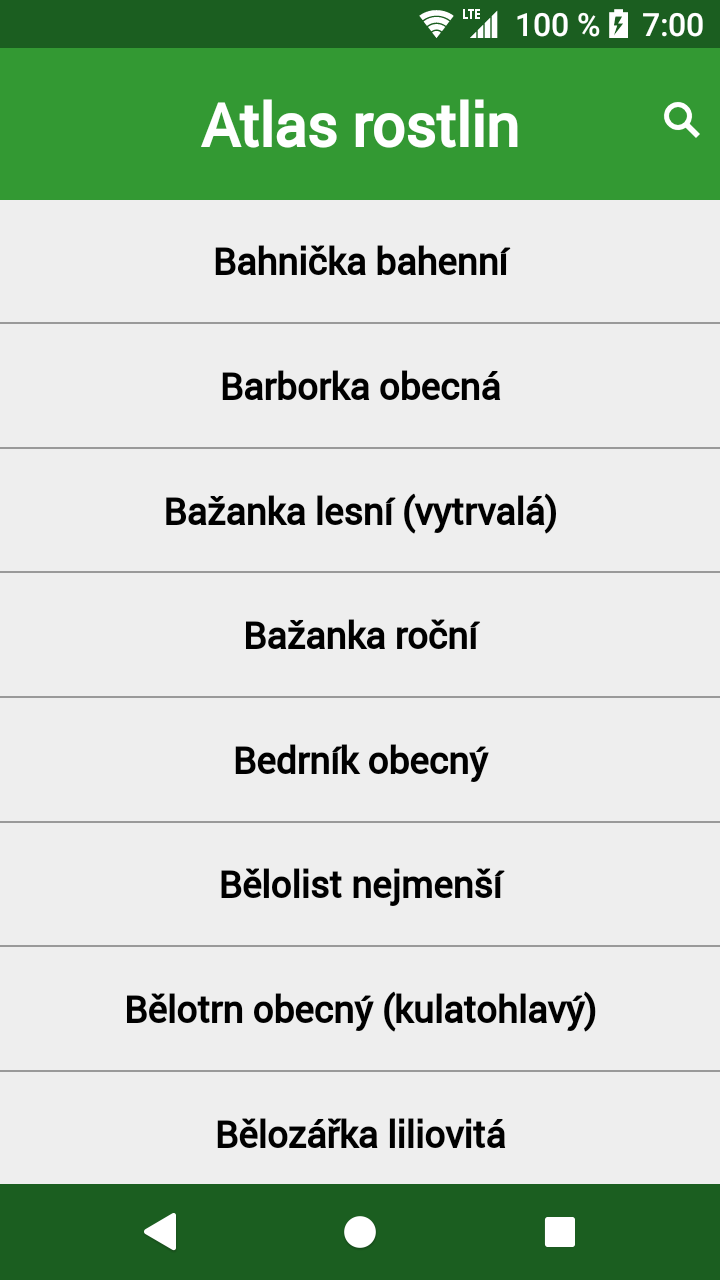 LTE 100 % 7:00
Atlas rostlin
Bahnička bahenní
Barborka obecná
Bažanka lesní (vytrvalá)
Bažanka roční
Bedrník obecný
Bělolist nejmenší
Bělotrn obecný (kulatohlavý)
Bělozářka liliovitá